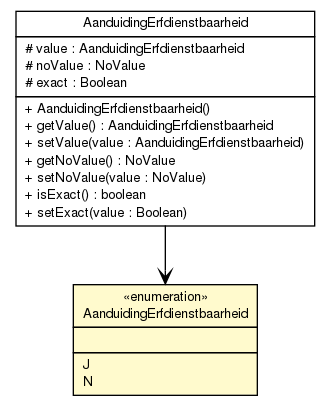 AanduidingErfdienstbaarheid
# value : AanduidingErfdienstbaarheid
# noValue : NoValue
# exact : Boolean
+ AanduidingErfdienstbaarheid()
+ getValue() : AanduidingErfdienstbaarheid
+ setValue(value : AanduidingErfdienstbaarheid)
+ getNoValue() : NoValue
+ setNoValue(value : NoValue)
+ isExact() : boolean
+ setExact(value : Boolean)
«enumeration»
AanduidingErfdienstbaarheid
J
N